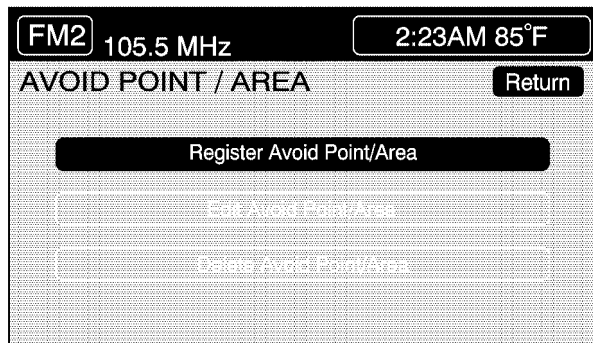 FM2 105.5 MHz 2:23AM 85°F
AVOID POINT / AREA Return
Register Avoid Point/Area
Edit Avoid Point/Area
Delete Avoid Point/Area